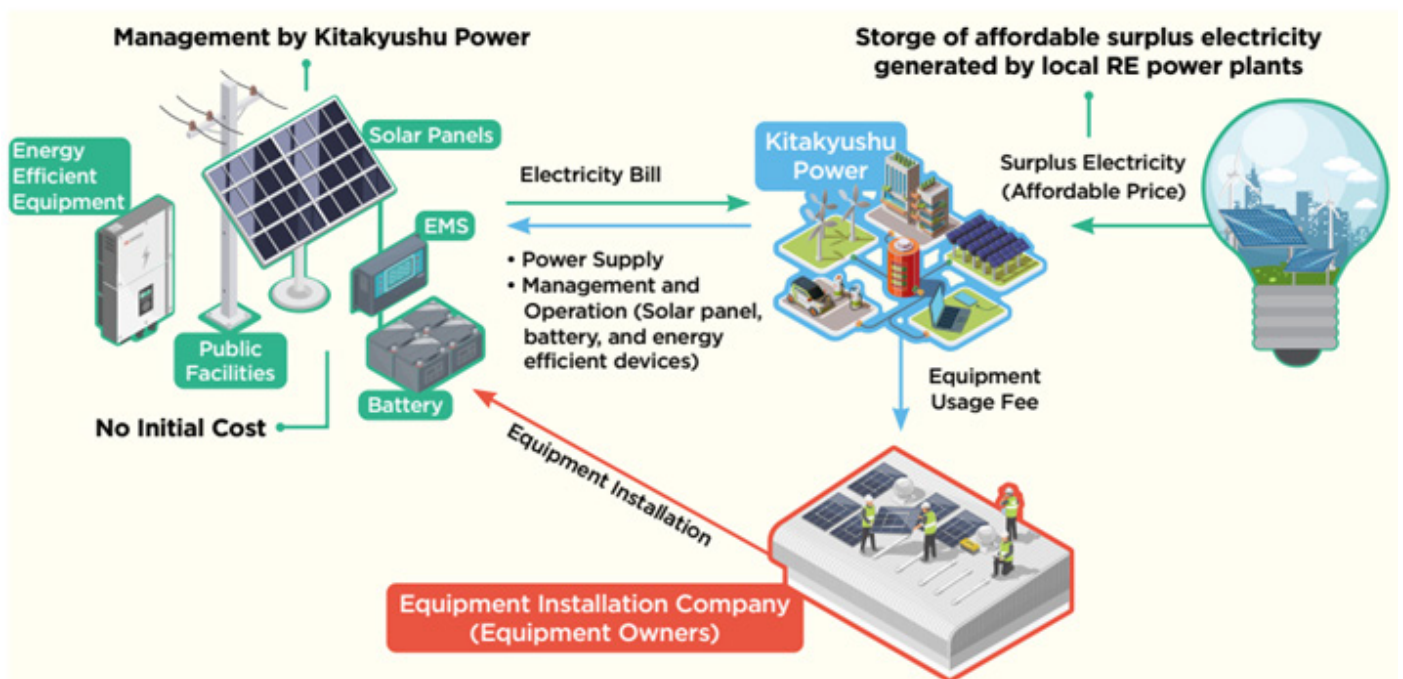 Management by Kitakyushu Power
Storge of affordable surplus electricity
generated by local RE power plants
Energy
Efficient
Equipment
Solar Panels
EMS
Public
Facilities
Battery
No Initial Cost
Electricity Bill
• Power Supply
• Management and
Operation (Solar panel,
battery, and energy
efficient devices)
Kitakyushu
Power
Surplus Electricity
(Affordable Price)
Equipment
Usage Fee
Equipment Installation
Equipment Installation Company
(Equipment Owners)